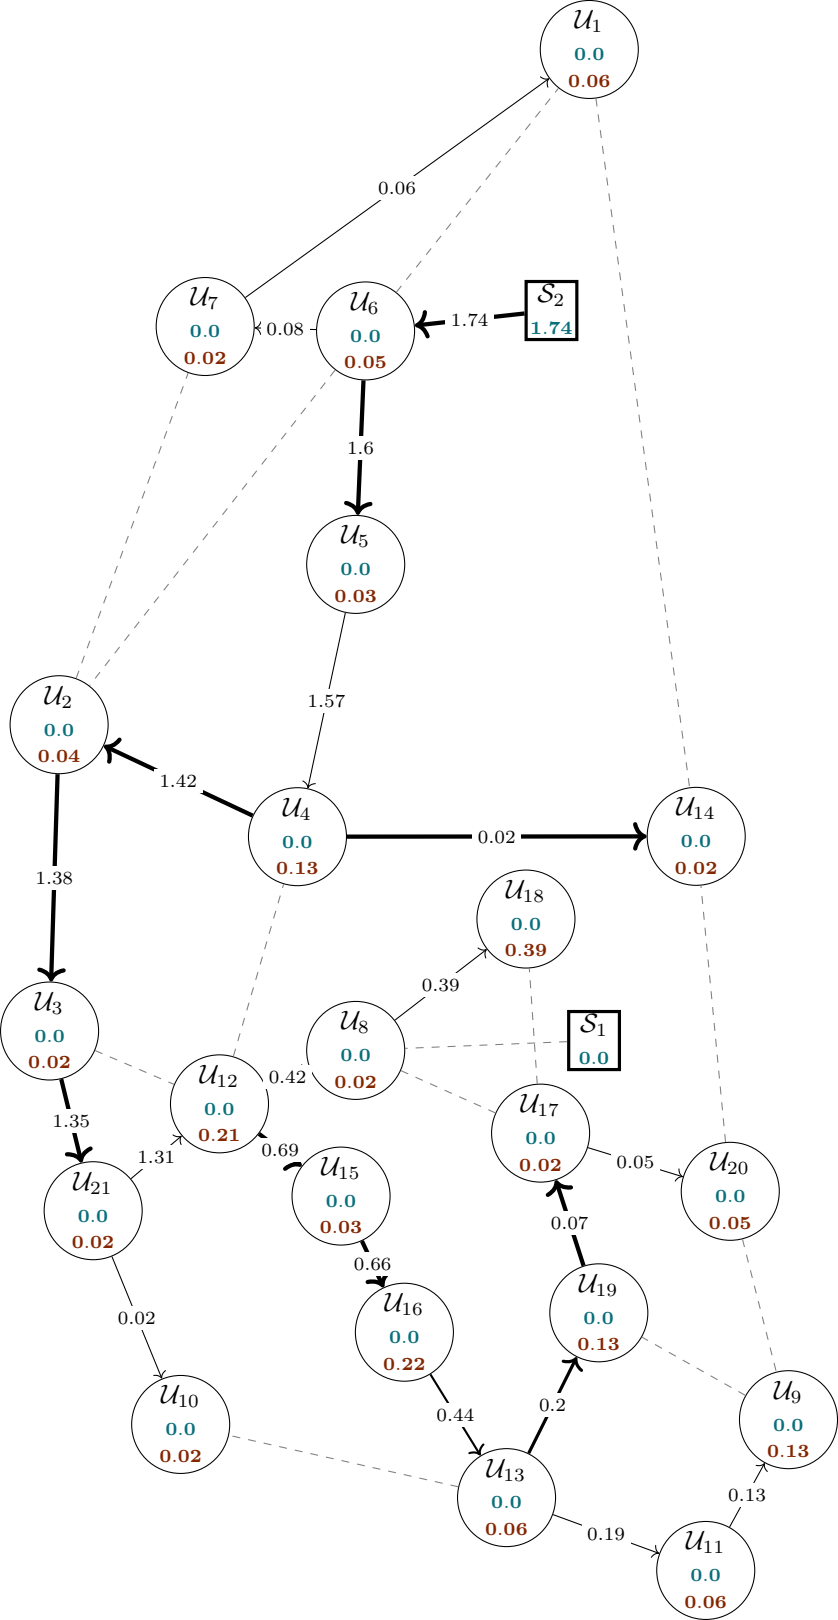 𝒰₁
0.0
0.06
0.06
𝒰₇
0.0
0.02
0.08
𝒰₆
0.0
0.05
1.74
𝒮₂
1.74
1.6
𝒰₅
0.0
0.03
1.57
𝒰₂
0.0
0.04
1.42
𝒰₄
0.0
0.13
0.02
𝒰₁₄
0.0
0.02
1.38
𝒰₁₈
0.0
0.39
0.39
𝒰₃
0.0
0.02
𝒰₈
0.0
0.02
𝒮₁
0.0
𝒰₁₂
0.0
0.21
0.42
𝒰₁₇
0.0
0.02
1.35
1.31
0.69
0.05
𝒰₂₁
0.0
0.02
𝒰₁₅
0.0
0.03
𝒰₂₀
0.0
0.05
0.07
0.66
0.02
𝒰₁₆
0.0
0.22
𝒰₁₉
0.0
0.13
𝒰₁₀
0.0
0.02
0.44
0.2
𝒰₉
0.0
0.13
𝒰₁₃
0.0
0.06
0.19
0.13
𝒰₁₁
0.0
0.06